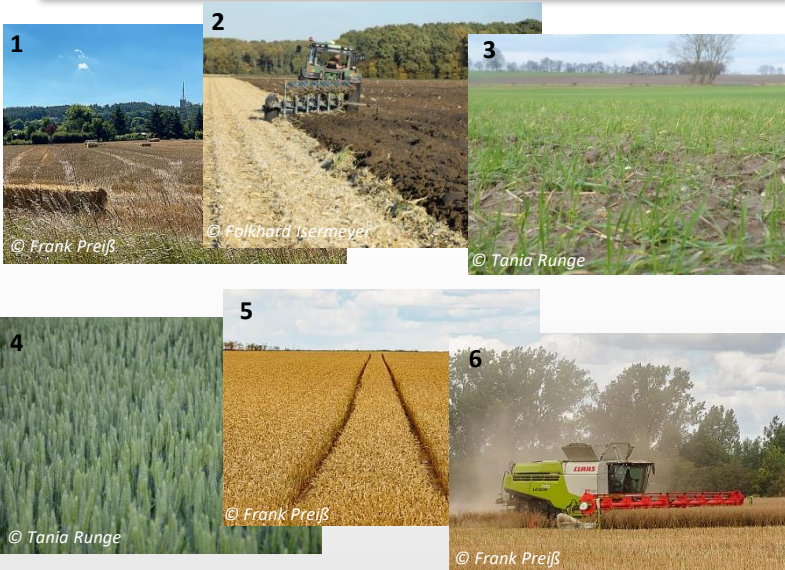 1
© Frank Preiß
2
© Folkhard Isermeyer
3
© Tania Runge
4
© Tania Runge
5
© Frank Preiß
6
CLAAS
© Frank Preiß